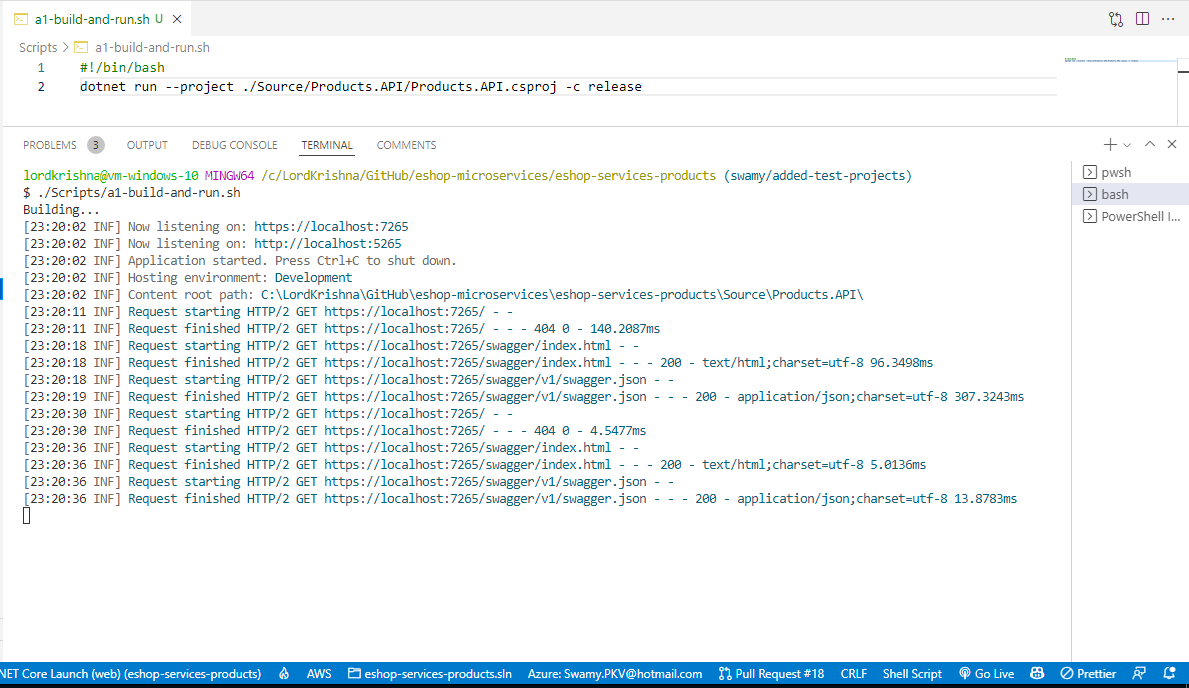 a1-build-and-run.sh U
Scripts > a1-build-and-run.sh
1 #!/bin/bash
2 dotnet run --project ./Source/Products.API/Products.API.csproj -c release
PROBLEMS 3 OUTPUT DEBUG CONSOLE TERMINAL COMMENTS
lordkrishna@vm-windows-10 MINGW64 /c/LordKrishna/GitHub/eshop-microservices/eshop-services-products (swamy/added-test-projects)
$ ./Scripts/a1-build-and-run.sh
Building...
[23:20:02 INF] Now listening on: https://localhost:7265
[23:20:02 INF] Now listening on: http://localhost:5265
[23:20:02 INF] Application started. Press Ctrl+C to shut down.
[23:20:02 INF] Hosting environment: Development
[23:20:02 INF] Content root path: C:\LordKrishna\GitHub\eshop-microservices\eshop-services-products\Source\Products.API\
[23:20:11 INF] Request starting HTTP/2 GET https://localhost:7265/ - -
[23:20:11 INF] Request finished HTTP/2 GET https://localhost:7265/ - - - 404 0 - 140.2087ms
[23:20:18 INF] Request starting HTTP/2 GET https://localhost:7265/swagger/index.html - -
[23:20:18 INF] Request finished HTTP/2 GET https://localhost:7265/swagger/index.html - - - 200 - text/html;charset=utf-8 96.3498ms
[23:20:18 INF] Request starting HTTP/2 GET https://localhost:7265/swagger/v1/swagger.json - -
[23:20:19 INF] Request finished HTTP/2 GET https://localhost:7265/swagger/v1/swagger.json - - - 200 - application/json;charset=utf-8 307.3243ms
[23:20:30 INF] Request starting HTTP/2 GET https://localhost:7265/ - -
[23:20:30 INF] Request finished HTTP/2 GET https://localhost:7265/ - - - 404 0 - 4.5477ms
[23:20:36 INF] Request starting HTTP/2 GET https://localhost:7265/swagger/index.html - -
[23:20:36 INF] Request finished HTTP/2 GET https://localhost:7265/swagger/index.html - - - 200 - text/html;charset=utf-8 5.0136ms
[23:20:36 INF] Request starting HTTP/2 GET https://localhost:7265/swagger/v1/swagger.json - -
[23:20:36 INF] Request finished HTTP/2 GET https://localhost:7265/swagger/v1/swagger.json - - - 200 - application/json;charset=utf-8 13.8783ms
pwsh
bash
PowerShell I...
NET Core Launch (web) (eshop-services-products) AWS eshop-services-products.sln Azure: Swamy.PKV@hotmail.com Pull Request #18 CRLF Shell Script Go Live Prettier